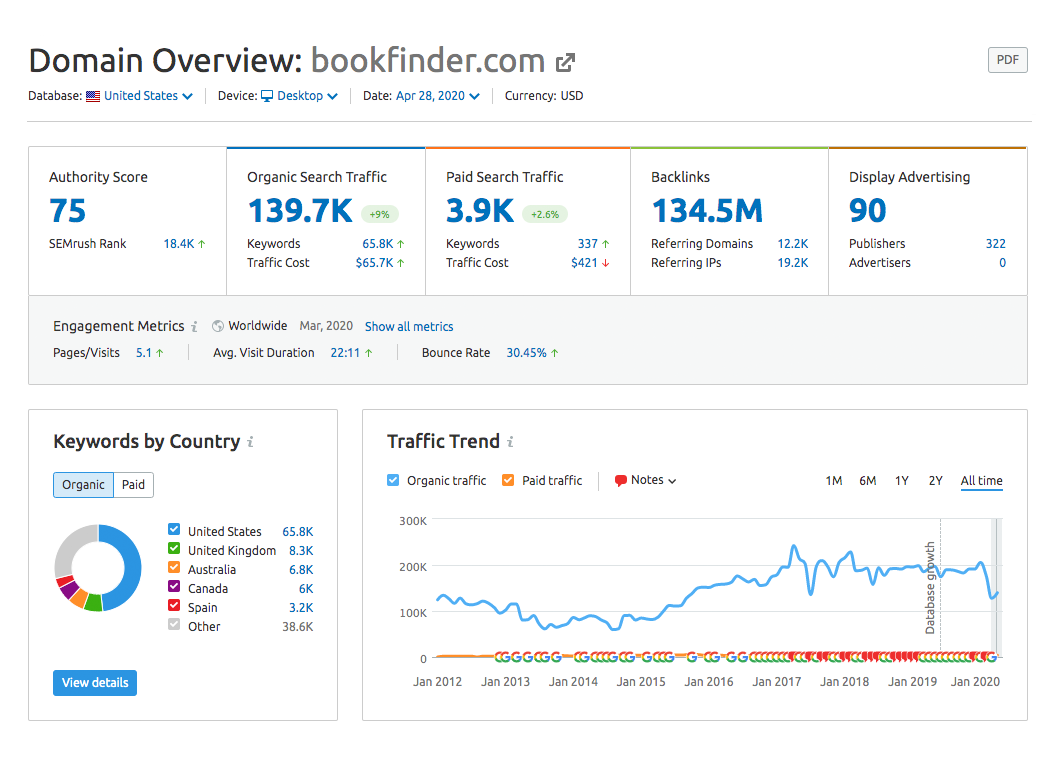 Domain Overview: bookfinder.com
PDF
Database: United States Device: Desktop Date: Apr 28, 2020 Currency: USD
Authority Score
75
SEMrush Rank 18.4K ↑
Organic Search Traffic
139.7K +9%
Keywords 65.8K ↑
Traffic Cost $65.7K ↑
Paid Search Traffic
3.9K +2.6%
Keywords 337 ↑
Traffic Cost $421 ↓
Backlinks
134.5M
Referring Domains 12.2K
Referring IPs 19.2K
Display Advertising
90
Publishers 322
Advertisers 0
Engagement Metrics i Worldwide Mar, 2020 Show all metrics
Pages/Visits 5.1 ↑ Avg. Visit Duration 22:11 ↑ Bounce Rate 30.45% ↑
Keywords by Country i
Organic Paid
United States 65.8K
United Kingdom 8.3K
Australia 6.8K
Canada 6K
Spain 3.2K
Other 38.6K
View details
Traffic Trend i
Organic traffic Paid traffic Notes 1M 6M 1Y 2Y All time
300K
200K
100K
0
Database growth
Jan 2012 Jan 2013 Jan 2014 Jan 2015 Jan 2016 Jan 2017 Jan 2018 Jan 2019 Jan 2020